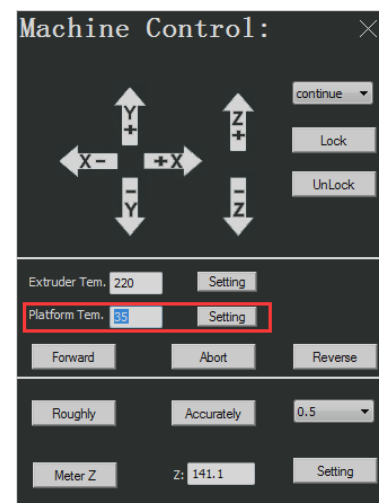 Machine Control:
continue
Y+
Z+
Lock
X- +X
UnLock
-Y
-Z
Extruder Tem. 220 Setting
Platform Tem. 35 Setting
Forward Abort Reverse
Roughly Accurately 0.5
Meter Z Z: 141.1 Setting